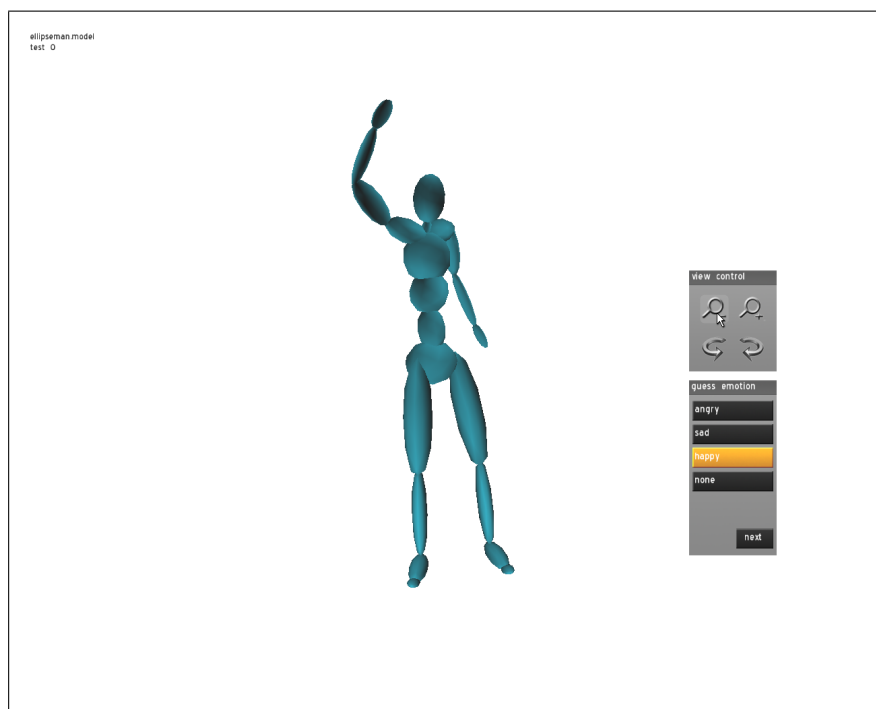 ellipseman.model
test 0
view control
guess emotion
angry
sad
happy
none
next